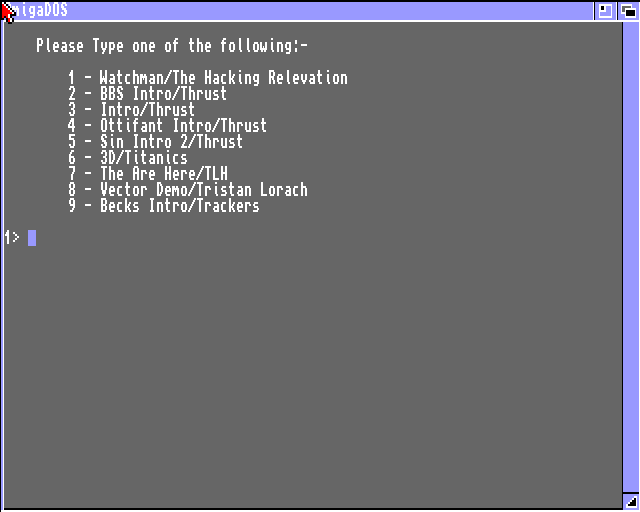 AmigaDOS
Please Type one of the following:-
1 - Watchman/The Hacking Relevation
2 - BBS Intro/Thrust
3 - Intro/Thrust
4 - Ottifant Intro/Thrust
5 - Sin Intro 2/Thrust
6 - 3D/Titanics
7 - The Are Here/TLH
8 - Vector Demo/Tristan Lorach
9 - Becks Intro/Trackers
1>